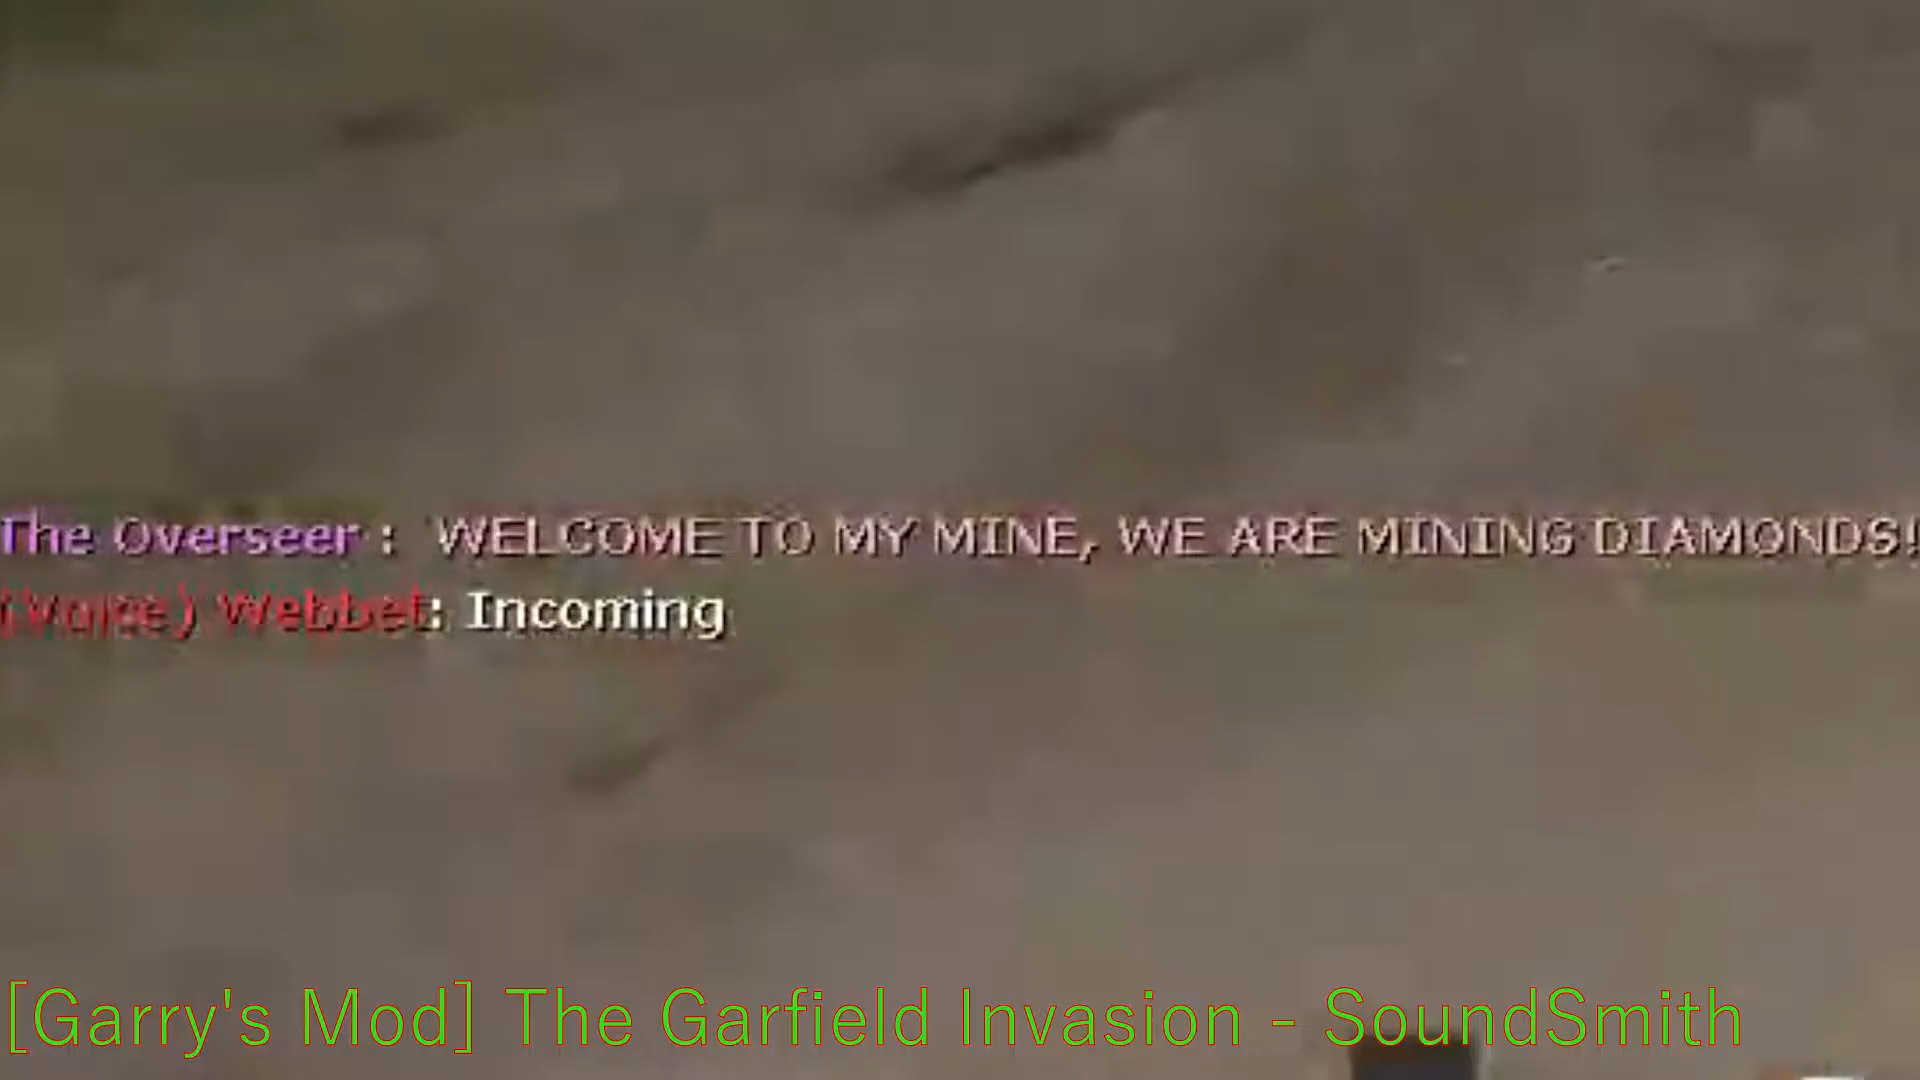 The Overseer : WELCOME TO MY MINE, WE ARE MINING DIAMONDS!
(Voice) Webbet: Incoming
[Garry's Mod] The Garfield Invasion - SoundSmith